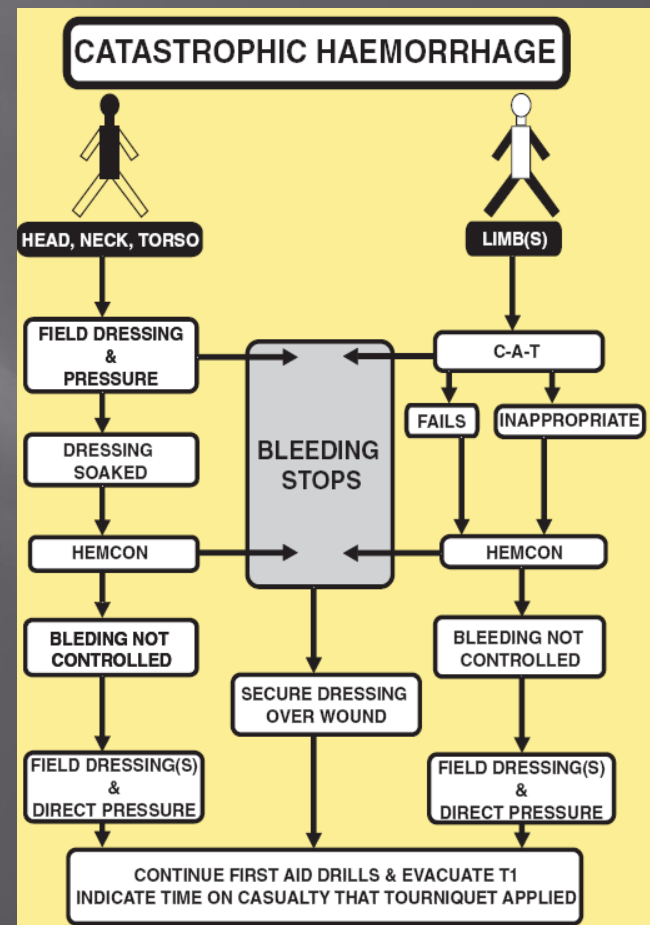 CATASTROPHIC HAEMORRHAGE
HEAD, NECK, TORSO
LIMB(S)
FIELD DRESSING
&
PRESSURE
C-A-T
FAILS
INAPPROPRIATE
DRESSING
SOAKED
BLEEDING
STOPS
HEMCON
HEMCON
BLEDING NOT
CONTROLLED
BLEEDING NOT
CONTROLLED
SECURE DRESSING
OVER WOUND
FIELD DRESSING(S)
&
DIRECT PRESSURE
FIELD DRESSING(S)
&
DIRECT PRESSURE
CONTINUE FIRST AID DRILLS & EVACUATE T1
INDICATE TIME ON CASUALTY THAT TOURNIQUET APPLIED